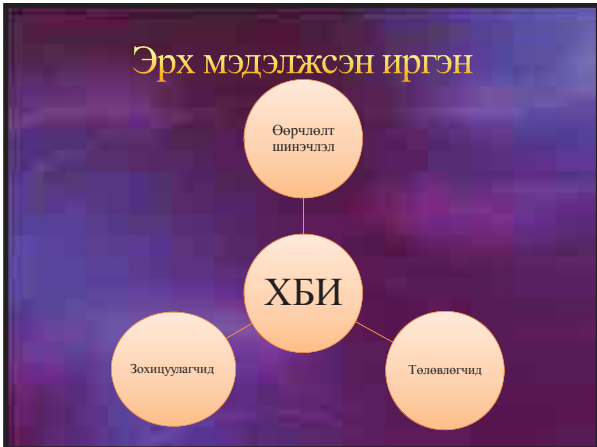 Эрх мэдэлжсэн иргэн
Өөрчлөлт
шинэчлэл
ХБИ
Зохицуулагчид
Төлөвлөгчид